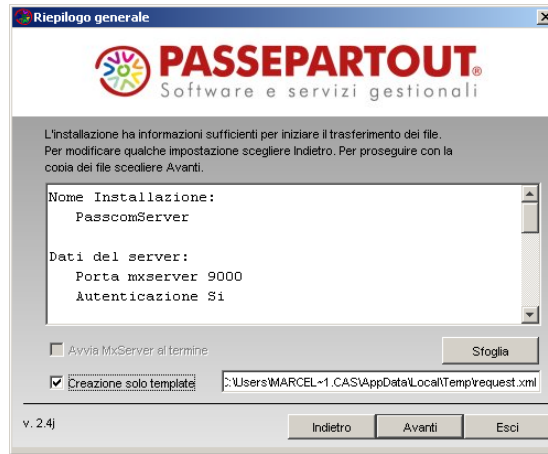 Riepilogo generale
PASSEPARTOUT®
Software e servizi gestionali
L'installazione ha informazioni sufficienti per iniziare il trasferimento dei file.
Per modificare qualche impostazione scegliere Indietro. Per proseguire con la
copia dei file scegliere Avanti.
Nome Installazione:
PasscomServer
Dati del server:
Porta mxserver 9000
Autenticazione Si
Avvia MxServer al termine
Sfoglia
Creazione solo template
C:\Users\MARCEL~1.CAS\AppData\Local\Temp\request.xml
v. 2.4j
Indietro
Avanti
Esci